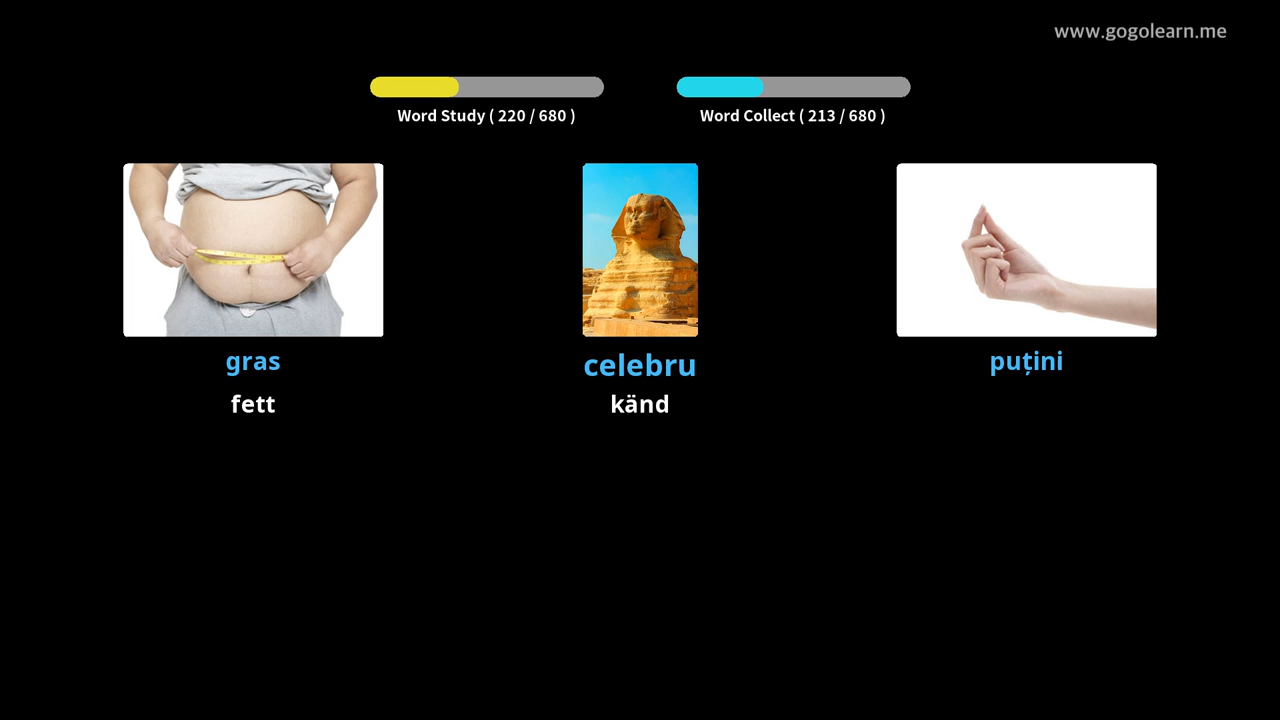 www.gogolearn.me
Word Study ( 220 / 680 )
Word Collect ( 213 / 680 )
gras
celebru
puțini
fett
känd